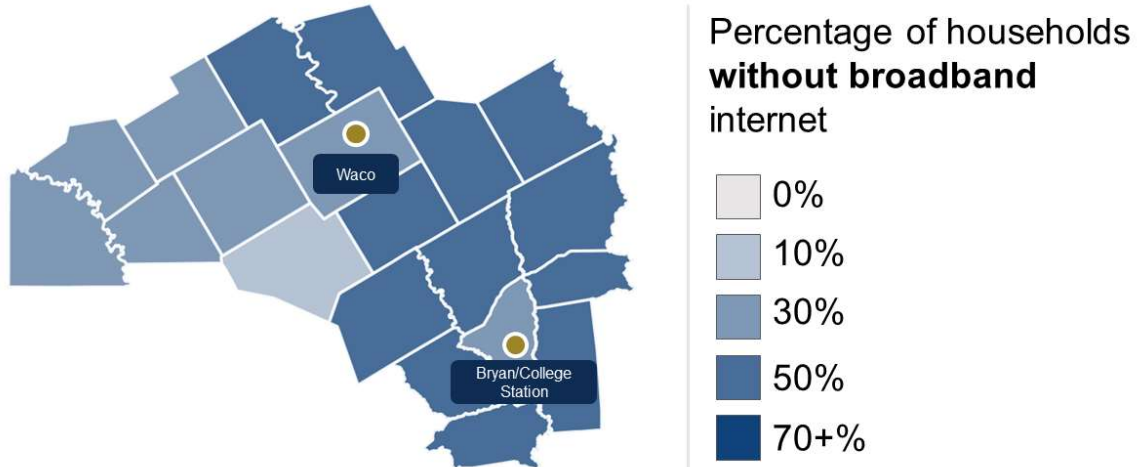 Waco
Bryan/College
Station
Percentage of households
without broadband
internet
0%
10%
30%
50%
70+%